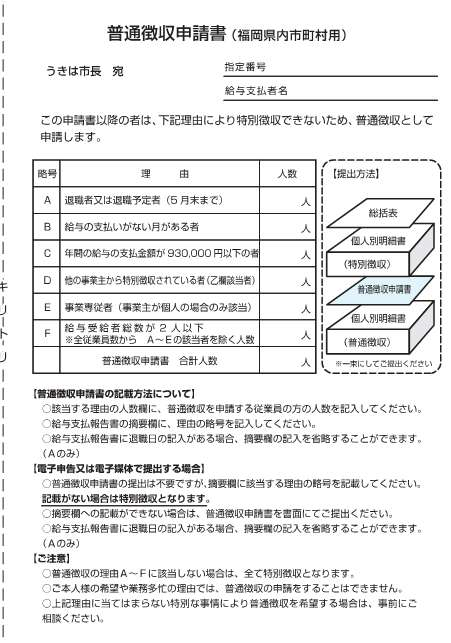 普通徴収申請書（福岡県内市町村用）
うきは市長　宛
指定番号
給与支払者名
この申請書以降の者は、下記理由により特別徴収できないため、普通徴収として
申請します。
略号　理　由　人数
A　退職者又は退職予定者（5月末まで）　人
B　給与の支払いがない月がある者　人
C　年間の給与の支払金額が930,000円以下の者　人
D　他の事業主から特別徴収されている者（乙欄該当者）　人
E　事業専従者（事業主が個人の場合のみ該当）　人
F　給与受給者総数が2人以下
※全従業員数から　A～Eの該当者を除く人数　人
普通徴収申請書　合計人数　人
【提出方法】
総括表
個人別明細書
（特別徴収）
普通徴収申請書
個人別明細書
（普通徴収）
※一束にしてご提出ください
キリトリ
【普通徴収申請書の記載方法について】
○該当する理由の人数欄に、普通徴収を申請する従業員の方の人数を記入してください。
○給与支払報告書の摘要欄に、理由の略号を記入してください。
○給与支払報告書に退職日の記入がある場合、摘要欄の記入を省略することができます。
（Aのみ）
【電子申告又は電子媒体で提出する場合】
○普通徴収申請書の提出は不要ですが、摘要欄に該当する理由の略号を記載してください。
記載がない場合は特別徴収となります。
○摘要欄への記載ができない場合は、普通徴収申請書を書面にてご提出ください。
○給与支払報告書に退職日の記入がある場合、摘要欄の記入を省略することができます。
（Aのみ）
【ご注意】
○普通徴収の理由A～Fに該当しない場合は、全て特別徴収となります。
○ご本人様の希望や業務多忙の理由では、普通徴収の申請をすることはできません。
○上記理由に当てはまらない特別な事情により普通徴収を希望する場合は、事前にご
相談ください。